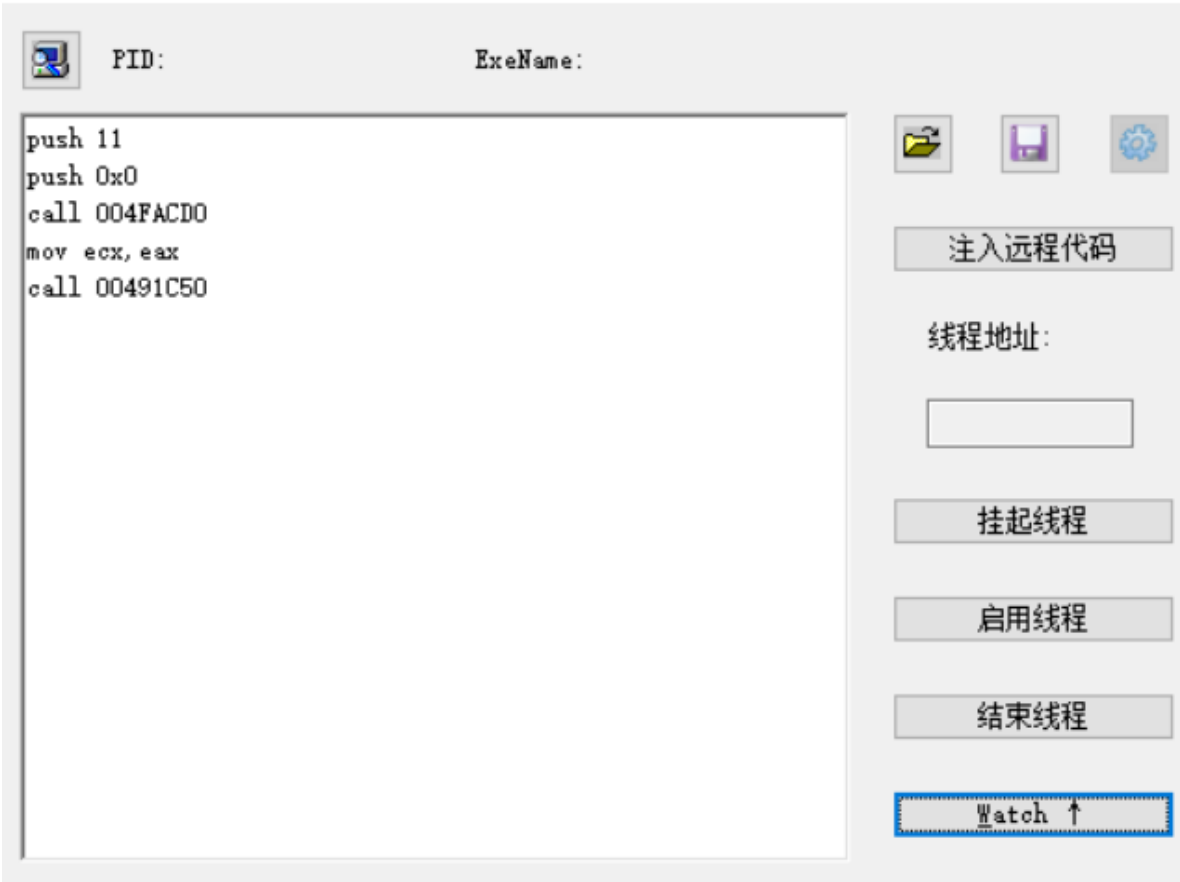 PID: ExeName:
push 11
push 0x0
call 004FACD0
mov ecx,eax
call 00491C50
注入远程代码
线程地址:
挂起线程
启用线程
结束线程
Watch ↑